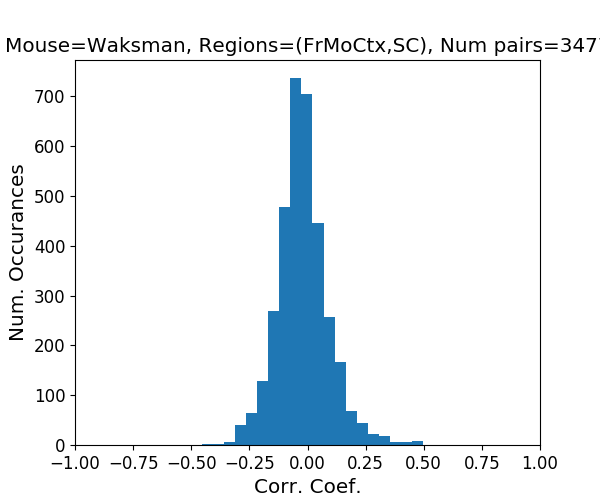 Mouse=Waksman, Regions=(FrMoCtx,SC), Num pairs=347
Num. Occurances
700
600
500
400
300
200
100
0
−1.00 −0.75 −0.50 −0.25 0.00 0.25 0.50 0.75 1.00
Corr. Coef.